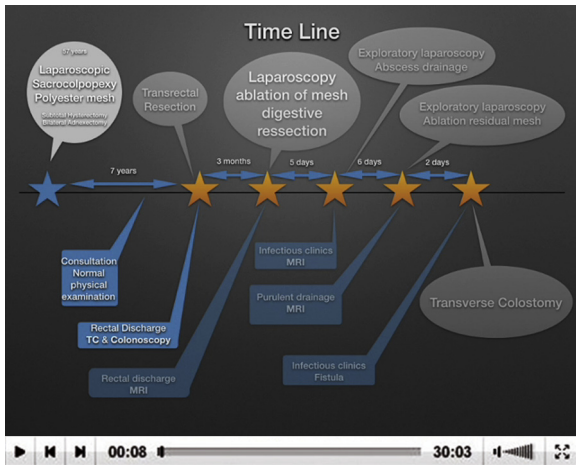 Time Line
57 years
Laparoscopic
Sacrocolpopexy
Polyester mesh
Subtotal Hysterectomy
Bilateral Adnexectomy
Transrectal
Resection
Laparoscopy
ablation of mesh
digestive
ressection
Exploratory laparoscopy
Abscess drainage
Exploratory laparoscopy
Ablation residual mesh
7 years
3 months
5 days
6 days
2 days
Consultation
Normal
physical
examination
Rectal Discharge
TC & Colonoscopy
Rectal discharge
MRI
Infectious clinics
MRI
Purulent drainage
MRI
Infectious clinics
Fistula
Transverse Colostomy
00:08
30:03